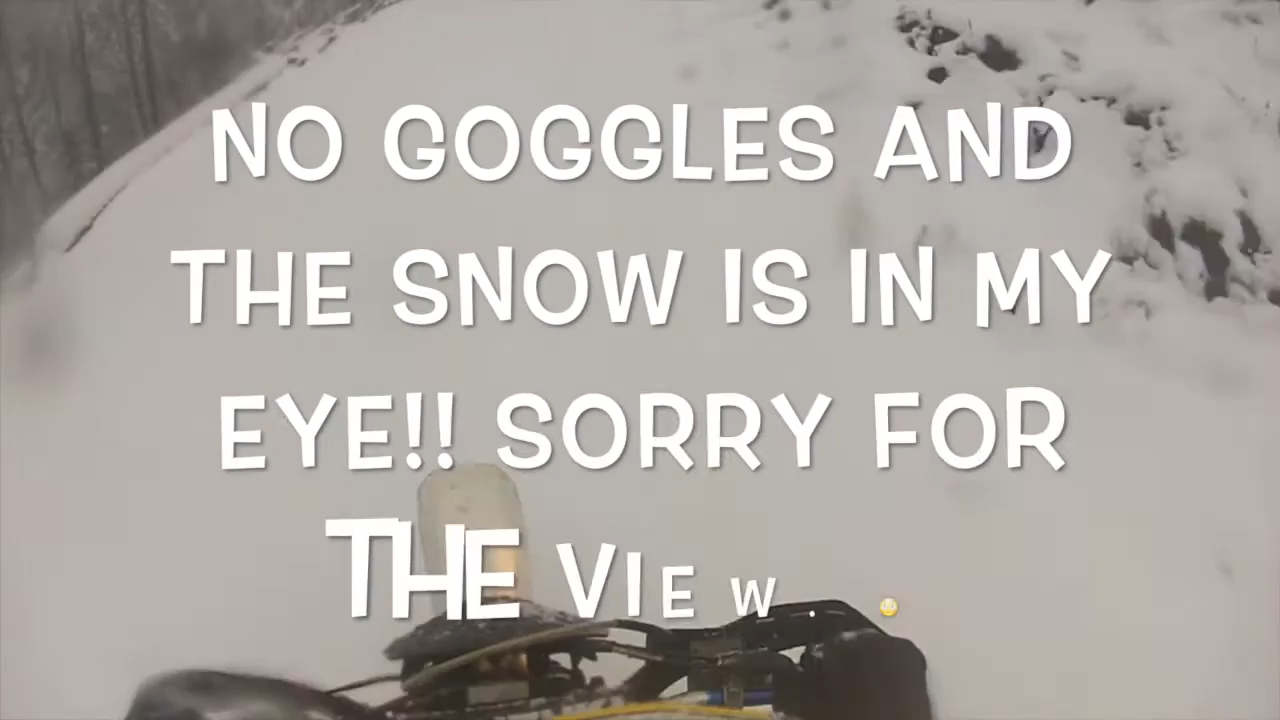 NO GOGGLES AND
THE SNOW IS IN MY
EYE!! SORRY FOR
THE VIEW. . 😳